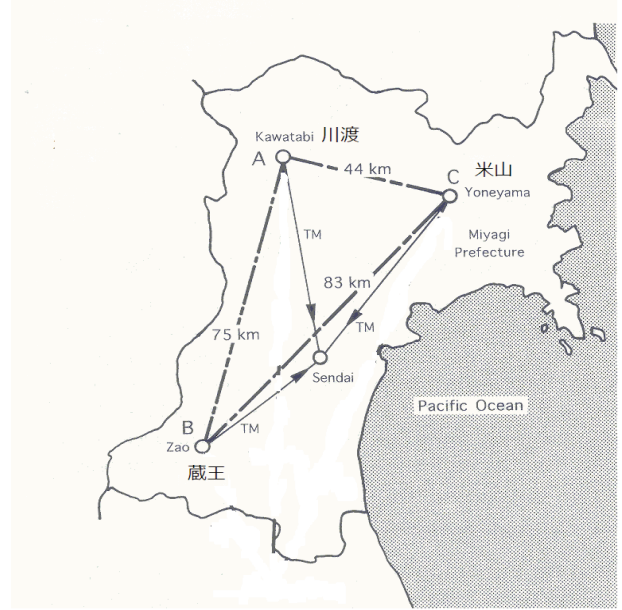 Kawatabi 川渡
A
44 km
C
米山
Yoneyama
Miyagi
Prefecture
TM
83 km
TM
75 km
Sendai
Pacific Ocean
B
TM
Zao
蔵王